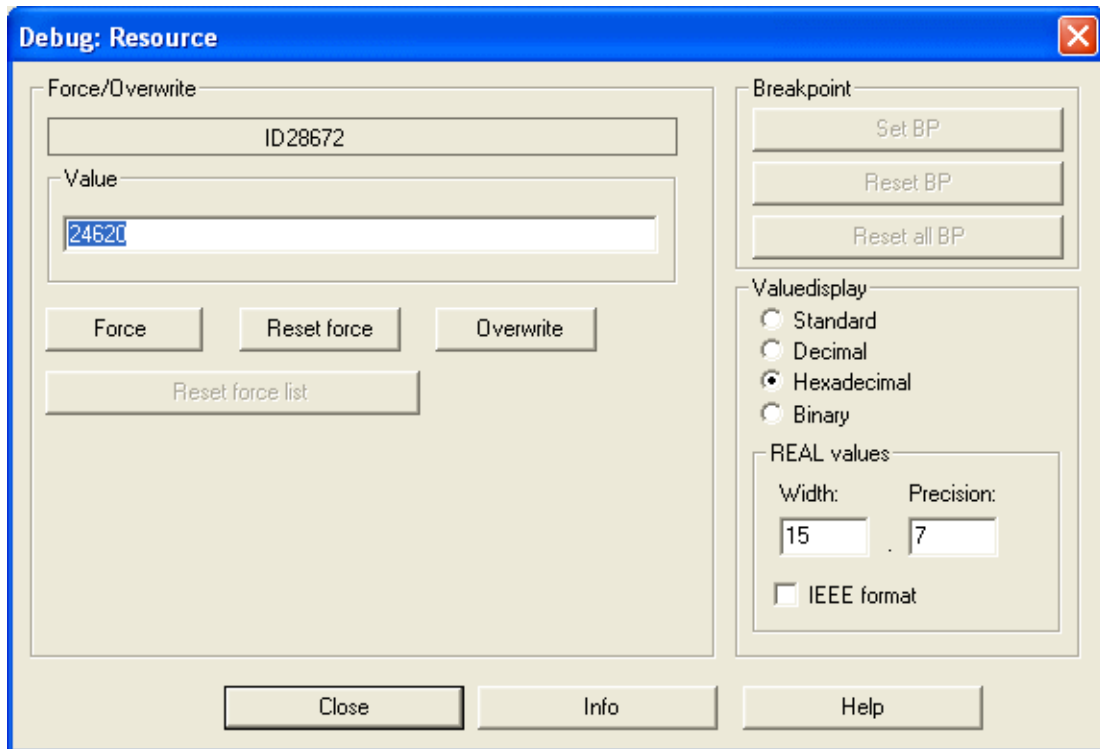 Debug: Resource
Force/Overwrite
ID28672
Value
24620
Force Reset force Overwrite
Reset force list
Breakpoint
Set BP
Reset BP
Reset all BP
Valuedisplay
Standard
Decimal
Hexadecimal
Binary
REAL values
Width: Precision:
15 . 7
IEEE format
Close Info Help